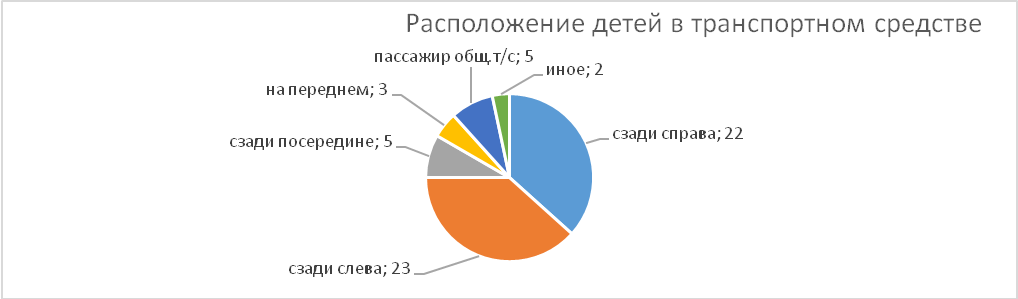 Расположение детей в транспортном средстве
пассажир общ.т/с; 5
иное; 2
на переднем; 3
сзади справа; 22
сзади посередине; 5
сзади слева; 23